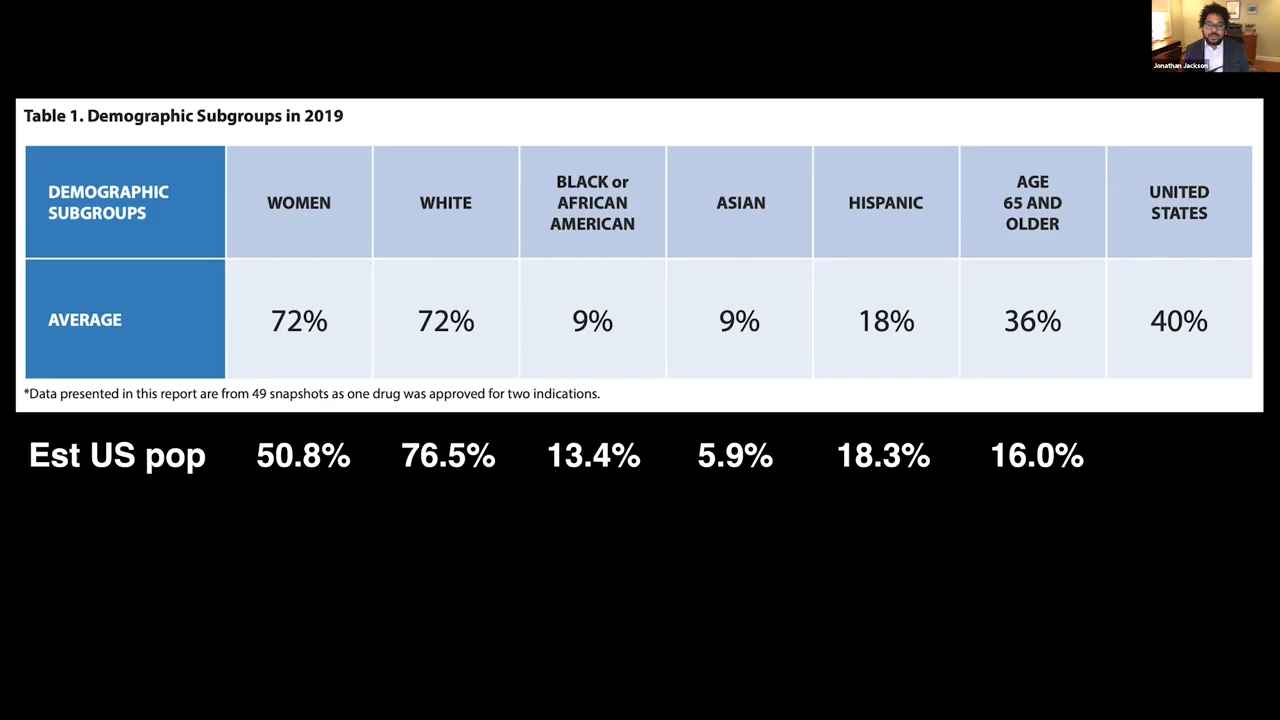 Jonathan Jackson
Table 1. Demographic Subgroups in 2019
DEMOGRAPHIC
SUBGROUPS
WOMEN
WHITE
BLACK or
AFRICAN
AMERICAN
ASIAN
HISPANIC
AGE
65 AND
OLDER
UNITED
STATES
AVERAGE
72%
72%
9%
9%
18%
36%
40%
*Data presented in this report are from 49 snapshots as one drug was approved for two indications.
Est US pop
50.8%
76.5%
13.4%
5.9%
18.3%
16.0%